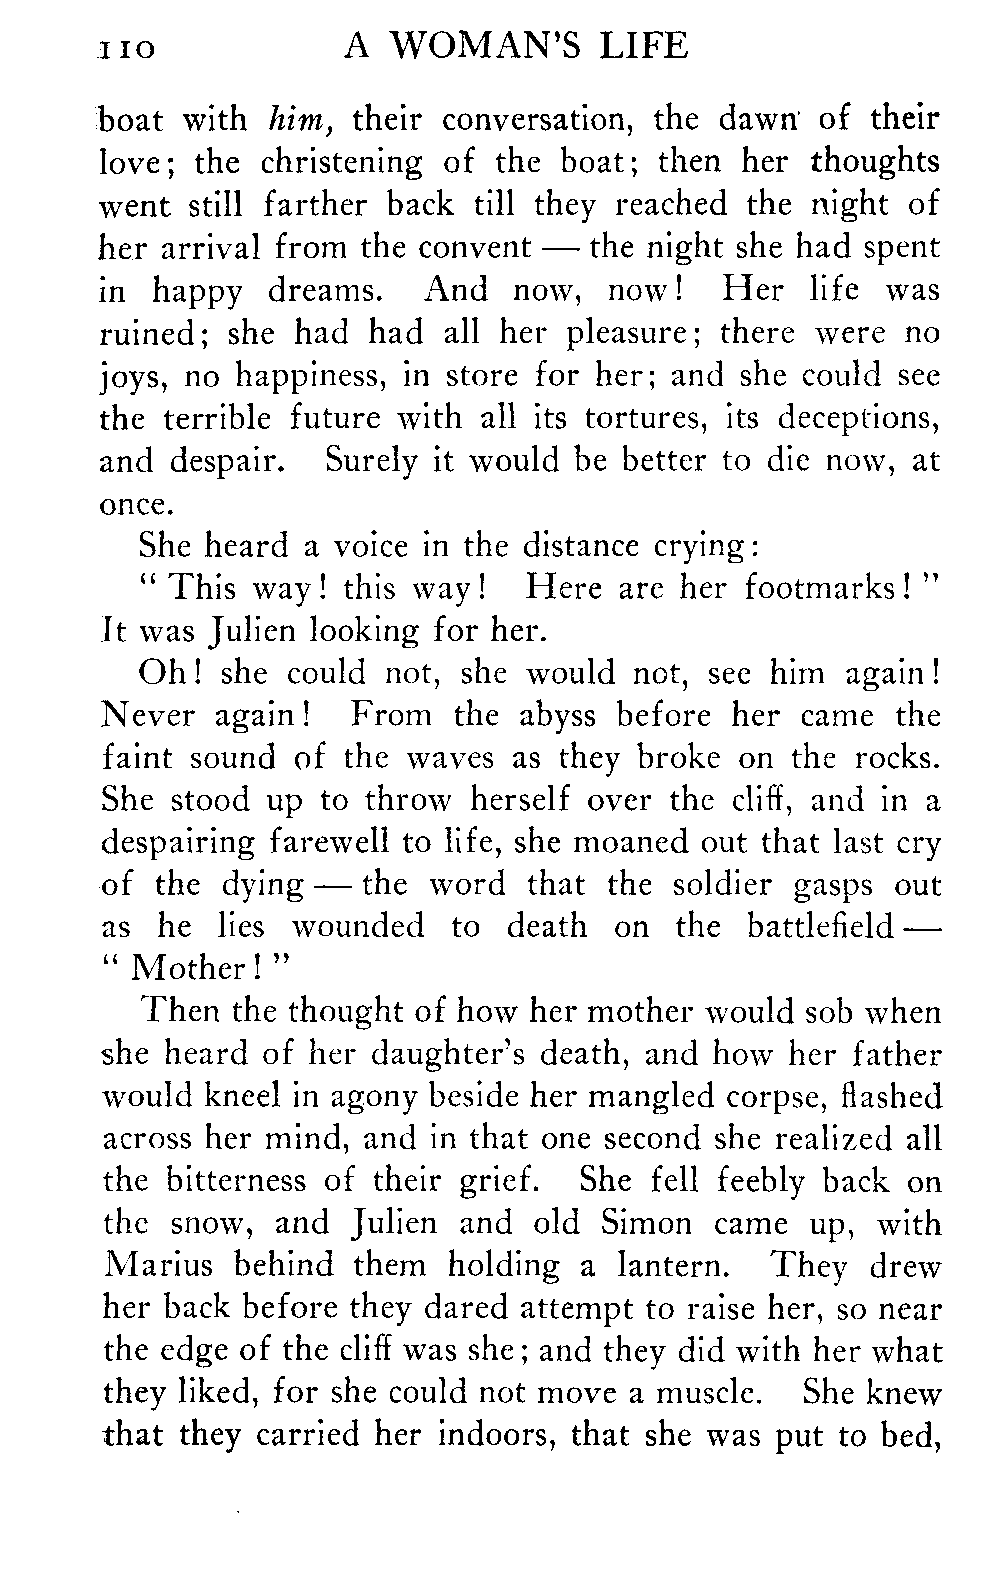 110 A WOMAN'S LIFE
boat with him, their conversation, the dawn of their
love; the christening of the boat; then her thoughts
went still farther back till they reached the night of
her arrival from the convent — the night she had spent
in happy dreams. And now, now! Her life was
ruined; she had had all her pleasure; there were no
joys, no happiness, in store for her; and she could see
the terrible future with all its tortures, its deceptions,
and despair. Surely it would be better to die now, at
once.
She heard a voice in the distance crying:
" This way! this way! Here are her footmarks! "
It was Julien looking for her.
Oh! she could not, she would not, see him again!
Never again! From the abyss before her came the
faint sound of the waves as they broke on the rocks.
She stood up to throw herself over the cliff, and in a
despairing farewell to life, she moaned out that last cry
of the dying — the word that the soldier gasps out
as he lies wounded to death on the battlefield —
" Mother! "
Then the thought of how her mother would sob when
she heard of her daughter's death, and how her father
would kneel in agony beside her mangled corpse, flashed
across her mind, and in that one second she realized all
the bitterness of their grief. She fell feebly back on
the snow, and Julien and old Simon came up, with
Marius behind them holding a lantern. They drew
her back before they dared attempt to raise her, so near
the edge of the cliff was she; and they did with her what
they liked, for she could not move a muscle. She knew
that they carried her indoors, that she was put to bed,